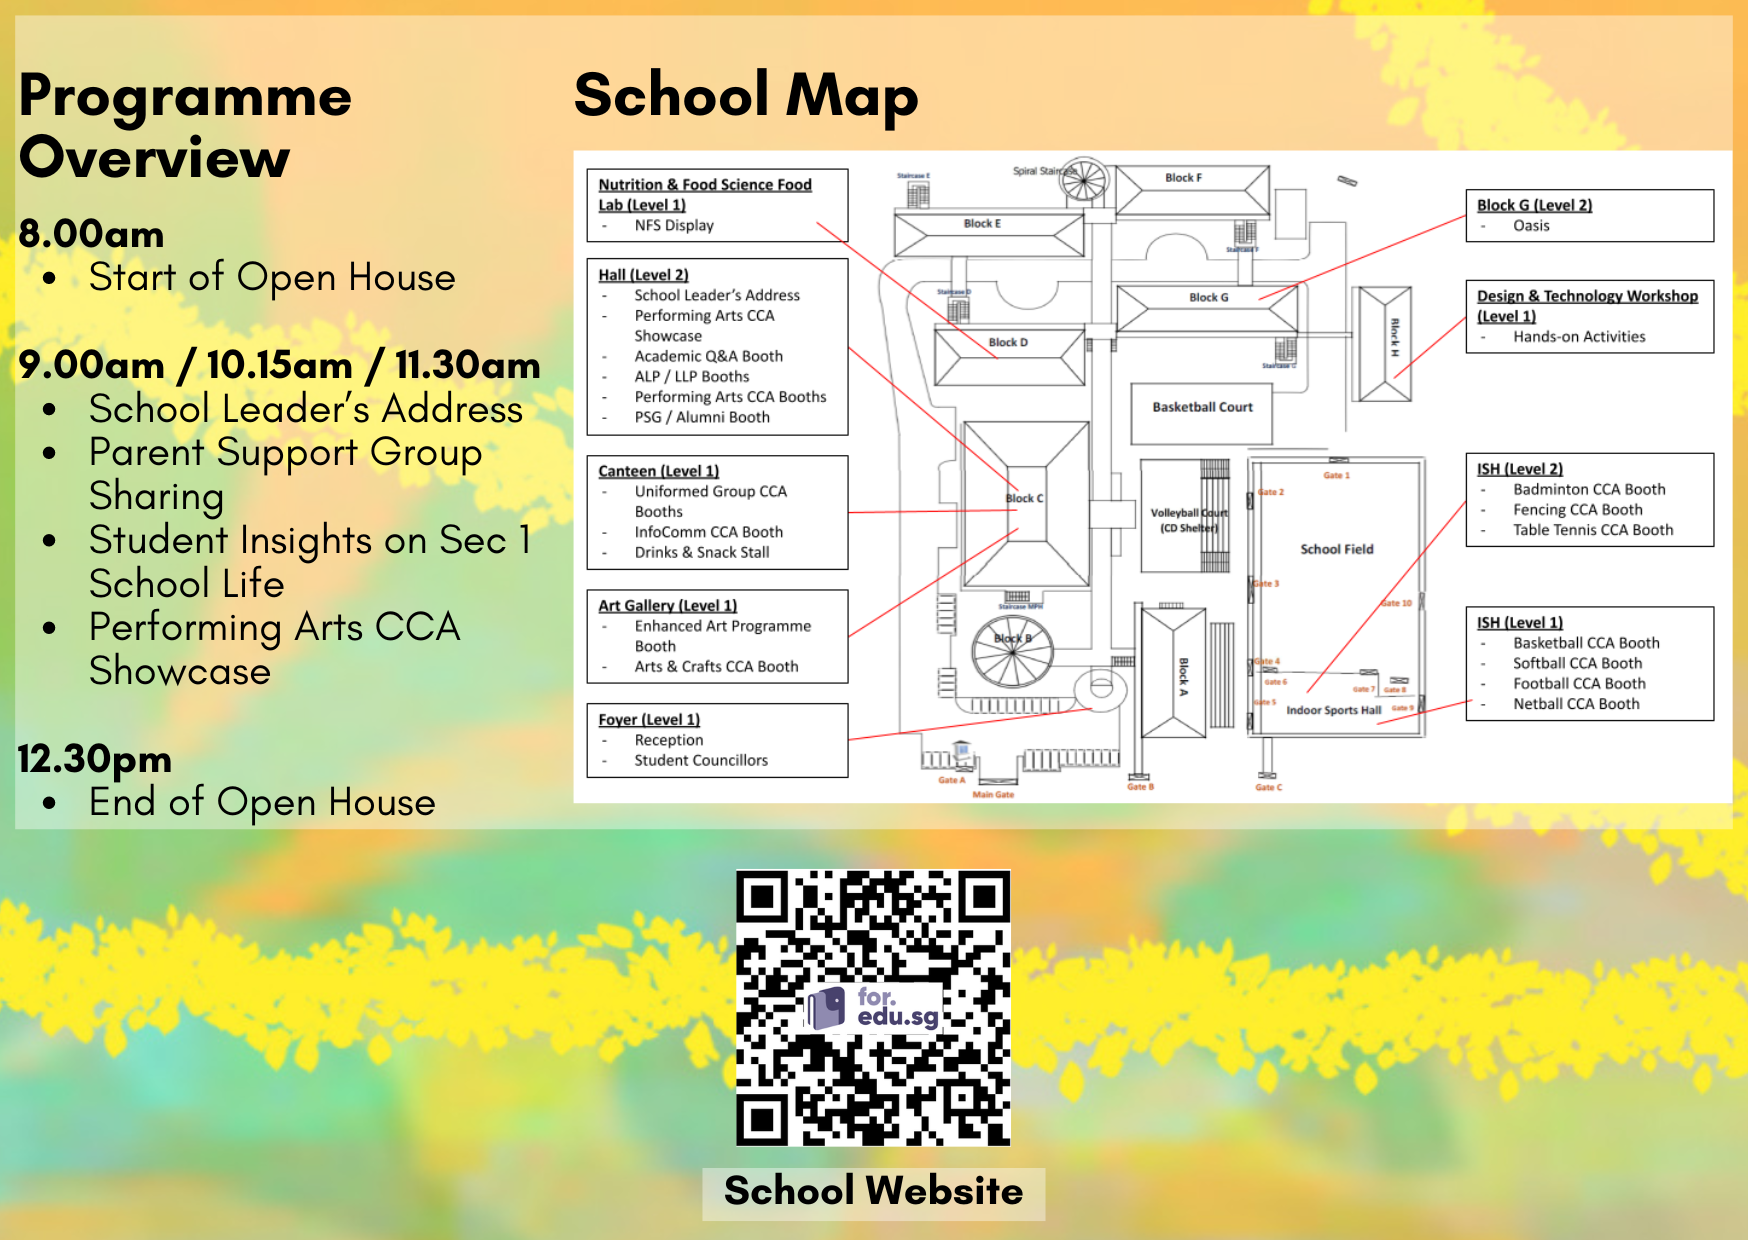 Programme
Overview
8.00am
• Start of Open House
9.00am / 10.15am / 11.30am
• School Leader's Address
• Parent Support Group
Sharing
• Student Insights on Sec 1
School Life
• Performing Arts CCA
Showcase
12.30pm
• End of Open House
School Map
Nutrition & Food Science Food
Lab (Level 1)
- NFS Display
Hall (Level 2)
- School Leader's Address
- Performing Arts CCA
Showcase
- Academic Q&A Booth
- ALP / LLP Booths
- Performing Arts CCA Booths
- PSG / Alumni Booth
Canteen (Level 1)
- Uniformed Group CCA
Booths
- InfoComm CCA Booth
- Drinks & Snack Stall
Art Gallery (Level 1)
- Enhanced Art Programme
Booth
- Arts & Crafts CCA Booth
Foyer (Level 1)
- Reception
- Student Councillors
Spiral Staircase
Staircase E
Block F
Block E
Staircase F
Staircase D
Block G
Block D
Block H
Staircase G
Basketball Court
Block C
Volleyball Court
(CD Shelter)
Gate 1
Gate 2
School Field
Gate 3
Gate 10
Staircase MPH
Block B
Block A
Gate 4
Gate 6
Gate 7
Gate 8
Gate 5
Indoor Sports Hall
Gate 9
Gate A
Main Gate
Gate B
Gate C
Block G (Level 2)
- Oasis
Design & Technology Workshop
(Level 1)
- Hands-on Activities
ISH (Level 2)
- Badminton CCA Booth
- Fencing CCA Booth
- Table Tennis CCA Booth
ISH (Level 1)
- Basketball CCA Booth
- Softball CCA Booth
- Football CCA Booth
- Netball CCA Booth
for.
edu.sg
School Website